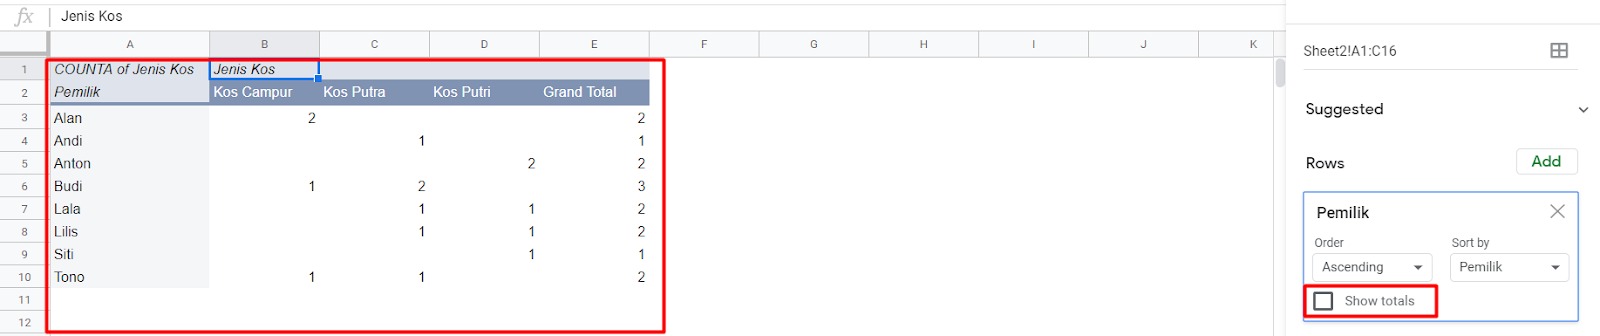 fx Jenis Kos
A B C D E F G H I J K
1 COUNTA of Jenis Kos Jenis Kos
2 Pemilik Kos Campur Kos Putra Kos Putri Grand Total
3 Alan 2 2
4 Andi 1 1
5 Anton 2 2
6 Budi 1 2 3
7 Lala 1 1 2
8 Lilis 1 1 2
9 Siti 1 1
10 Tono 1 1 2
11
12
Sheet2!A1:C16
Suggested
Rows Add
Pemilik
Order Sort by
Ascending Pemilik
Show totals